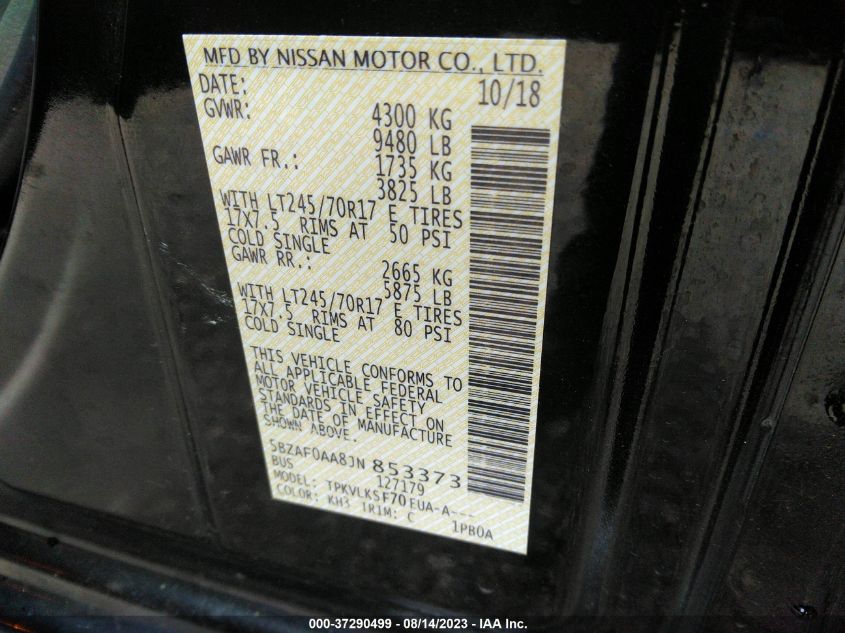 MFD BY NISSAN MOTOR CO., LTD.
DATE: 10/18
GVWR: 4300 KG
9480 LB
GAWR FR.: 1735 KG
3825 LB
WITH LT245/70R17 E TIRES
17X7.5 RIMS AT 50 PSI
COLD SINGLE
GAWR RR.: 2665 KG
5875 LB
WITH LT245/70R17 E TIRES
17X7.5 RIMS AT 80 PSI
COLD SINGLE
THIS VEHICLE CONFORMS TO
ALL APPLICABLE FEDERAL
MOTOR VEHICLE SAFETY
STANDARDS IN EFFECT ON
THE DATE OF MANUFACTURE
SHOWN ABOVE.
5BZAF0AA8JN853373
BUS 127179
MODEL: TPKVLKSF70EUA-A---
COLOR: KH3 TRIM: C 1PB0A
000-37290499 - 08/14/2023 - IAA Inc.